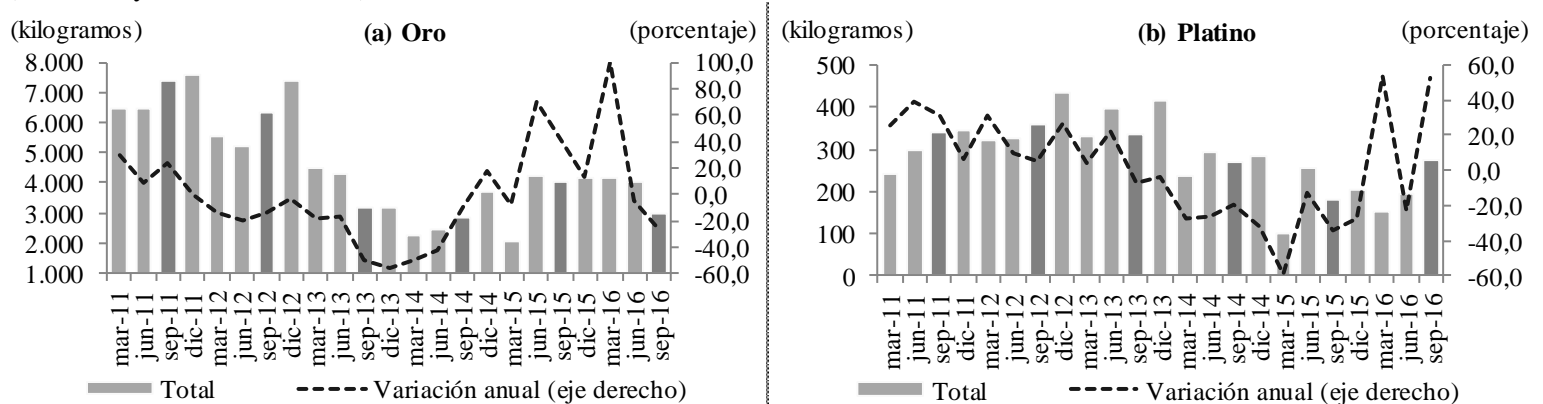 (kilogramos) (a) Oro (porcentaje)
8.000 100,0
7.000 80,0
6.000 60,0
5.000 40,0
4.000 20,0
3.000 0,0
2.000 -20,0
1.000 -40,0
-60,0
mar-11
jun-11
sep-11
dic-11
mar-12
jun-12
sep-12
dic-12
mar-13
jun-13
sep-13
dic-13
mar-14
jun-14
sep-14
dic-14
mar-15
jun-15
sep-15
dic-15
mar-16
jun-16
sep-16
Total Variación anual (eje derecho)
(kilogramos) (b) Platino (porcentaje)
500 60,0
400 40,0
300 20,0
200 0,0
100 -20,0
0 -40,0
-60,0
mar-11
jun-11
sep-11
dic-11
mar-12
jun-12
sep-12
dic-12
mar-13
jun-13
sep-13
dic-13
mar-14
jun-14
sep-14
dic-14
mar-15
jun-15
sep-15
dic-15
mar-16
jun-16
sep-16
Total Variación anual (eje derecho)